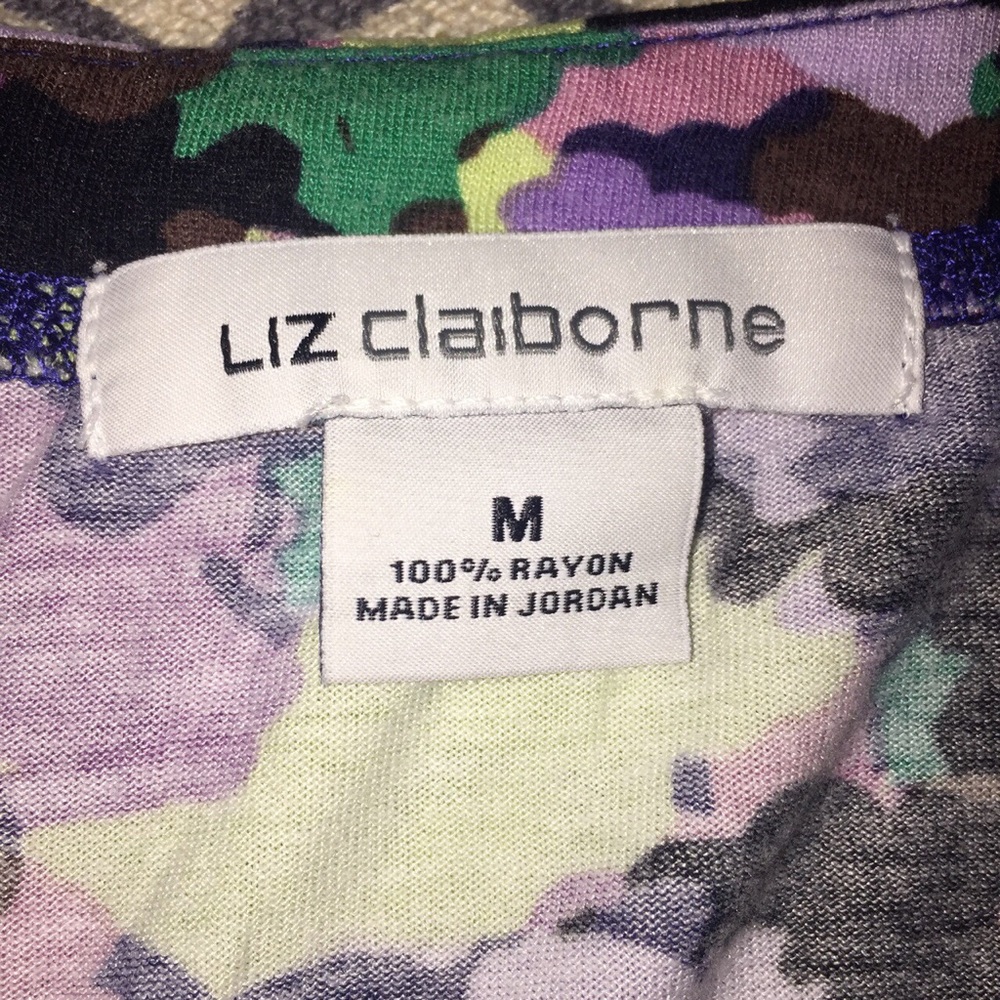 LIZ claiborne
M
100% RAYON
MADE IN JORDAN